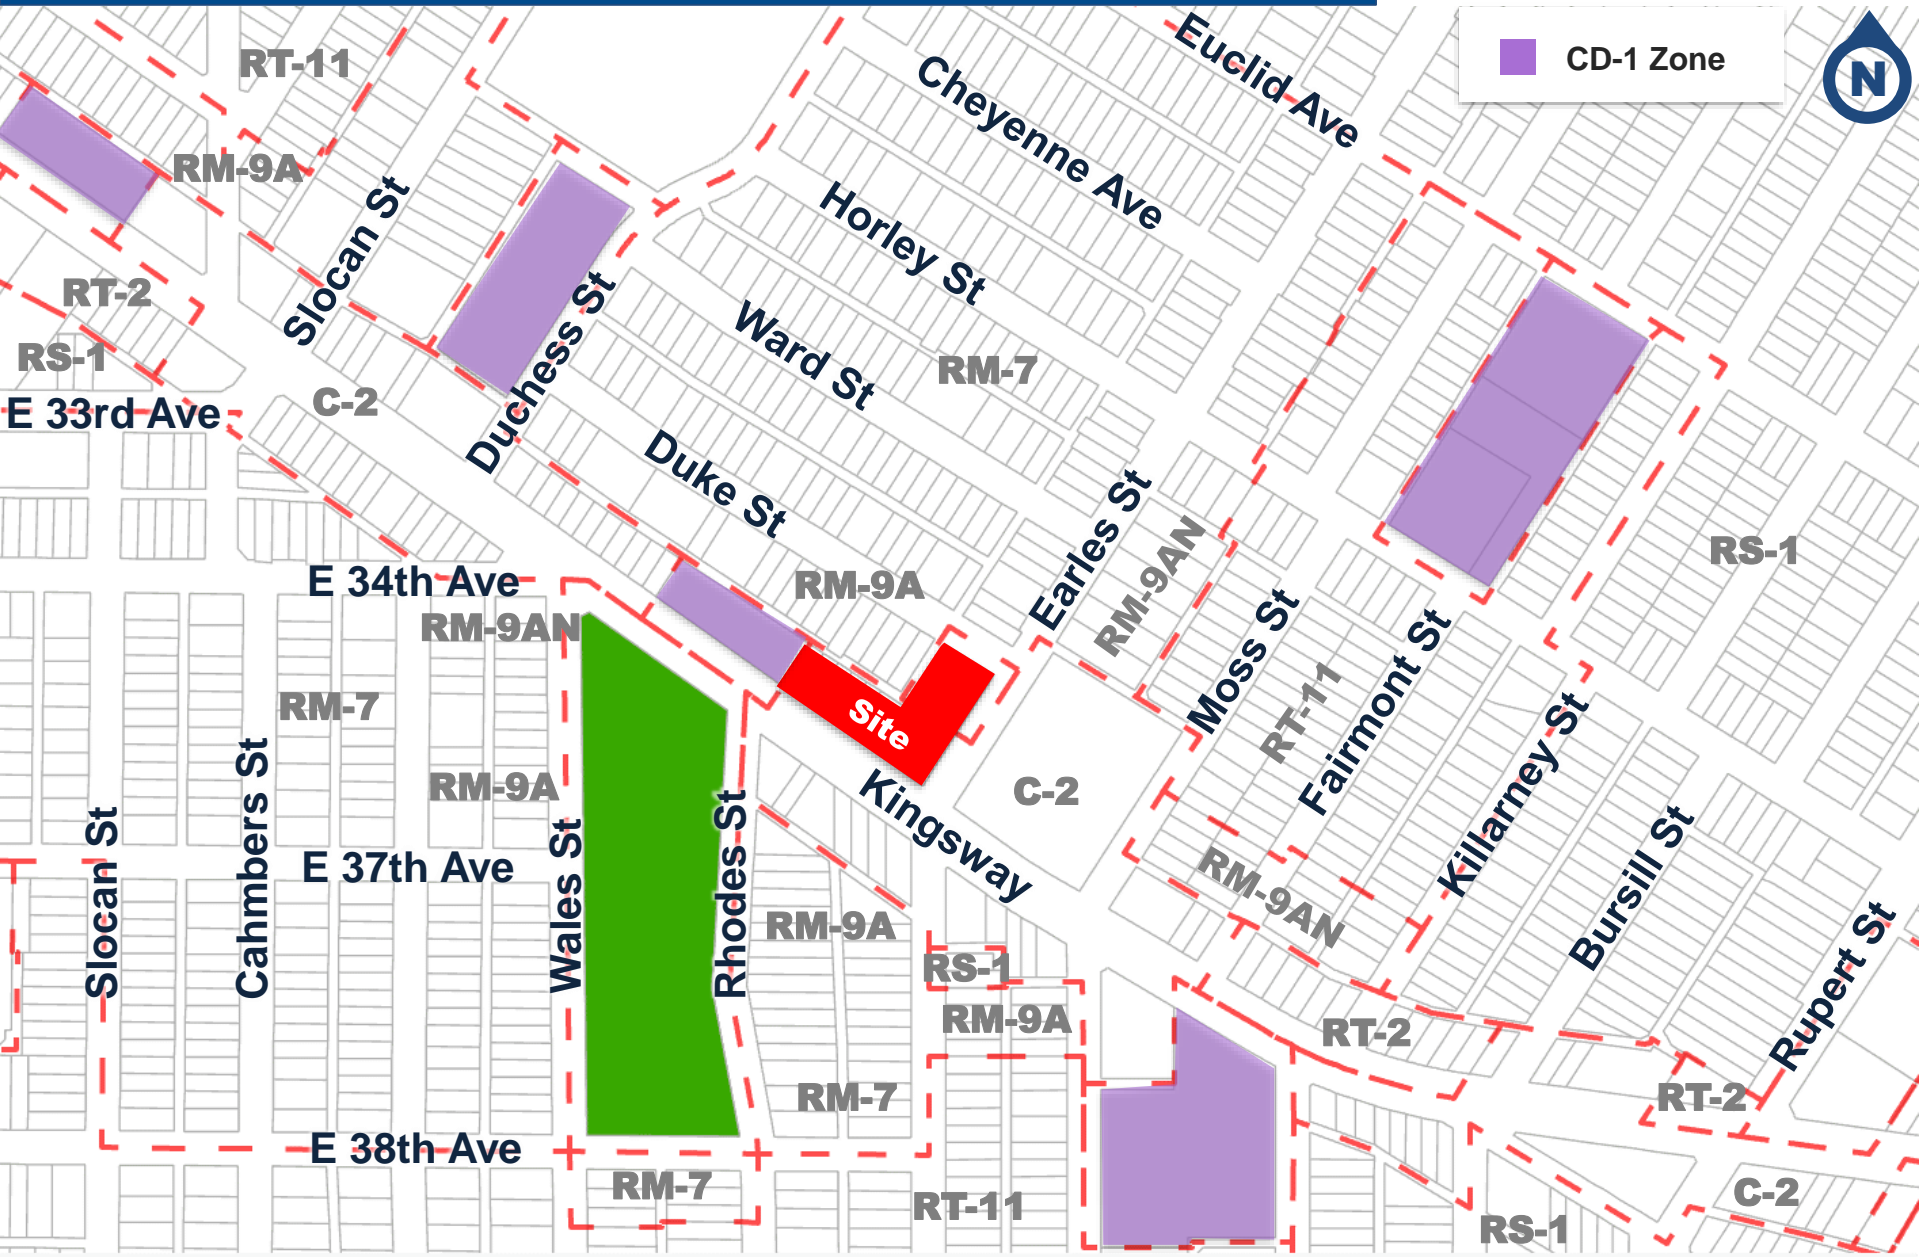 Euclid Ave
CD-1 Zone
N
RT-11
Cheyenne Ave
RM-9A
Slocan St
Horley St
RT-2
Duchess St
Ward St
RS-1
RM-7
C-2
E 33rd Ave
Duke St
Earles St
RM-9AN
RS-1
E 34th Ave
RM-9A
RM-9AN
Moss St
Fairmont St
RM-7
Site
RT-11
Killarney St
RM-9A
C-2
Kingsway
Slocan St
Cahmbers St
E 37th Ave
Wales St
Rhodes St
RM-9AN
Bursill St
RM-9A
RS-1
RM-9A
Rupert St
RT-2
RM-7
RT-2
E 38th Ave
RM-7
RT-11
C-2
RS-1